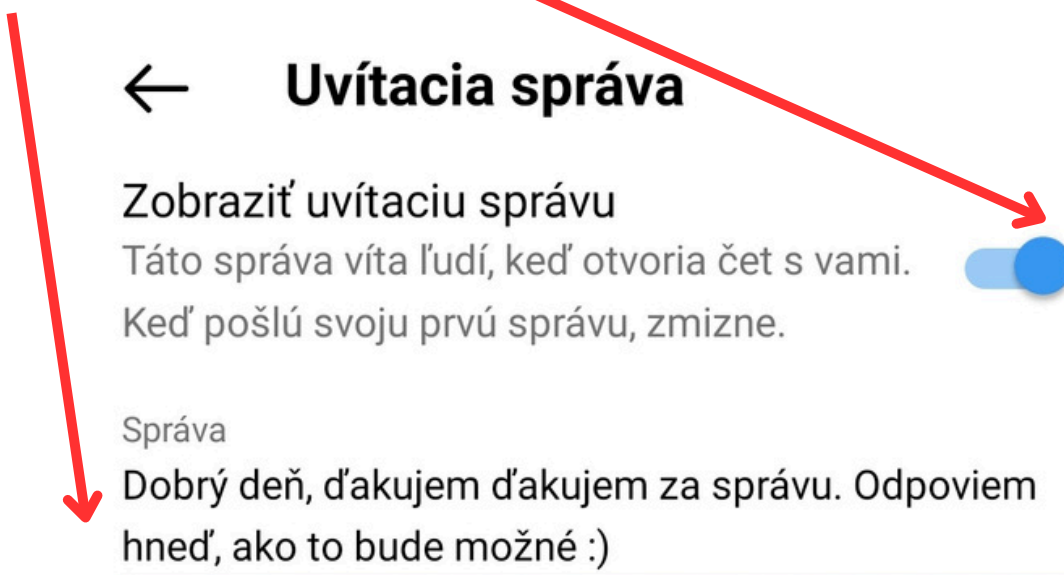 Uvítacia správa
Zobraziť uvítaciu správu
Táto správa víta ľudí, keď otvoria čet s vami.
Keď pošlú svoju prvú správu, zmizne.
Správa
Dobrý deň, ďakujem ďakujem za správu. Odpoviem
hneď, ako to bude možné :)